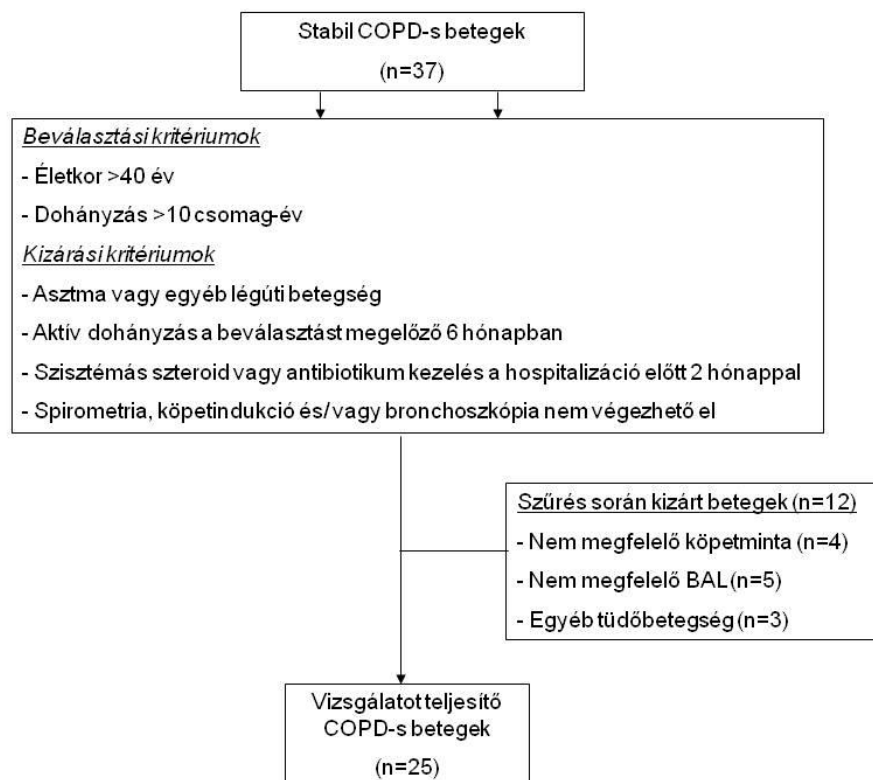 Stabil COPD-s betegek
(n=37)
Beválasztási kritériumok
- Életkor >40 év
- Dohányzás >10 csomag-év
Kizárási kritériumok
- Asztma vagy egyéb légúti betegség
- Aktív dohányzás a beválasztást megelőző 6 hónapban
- Szisztémás szteroid vagy antibiotikum kezelés a hospitalizáció előtt 2 hónappal
- Spirometria, köpetindukció és/vagy bronchoszkópia nem végezhető el
Szűrés során kizárt betegek (n=12)
- Nem megfelelő köpetminta (n=4)
- Nem megfelelő BAL (n=5)
- Egyéb tüdőbetegség (n=3)
Vizsgálatot teljesítő
COPD-s betegek
(n=25)